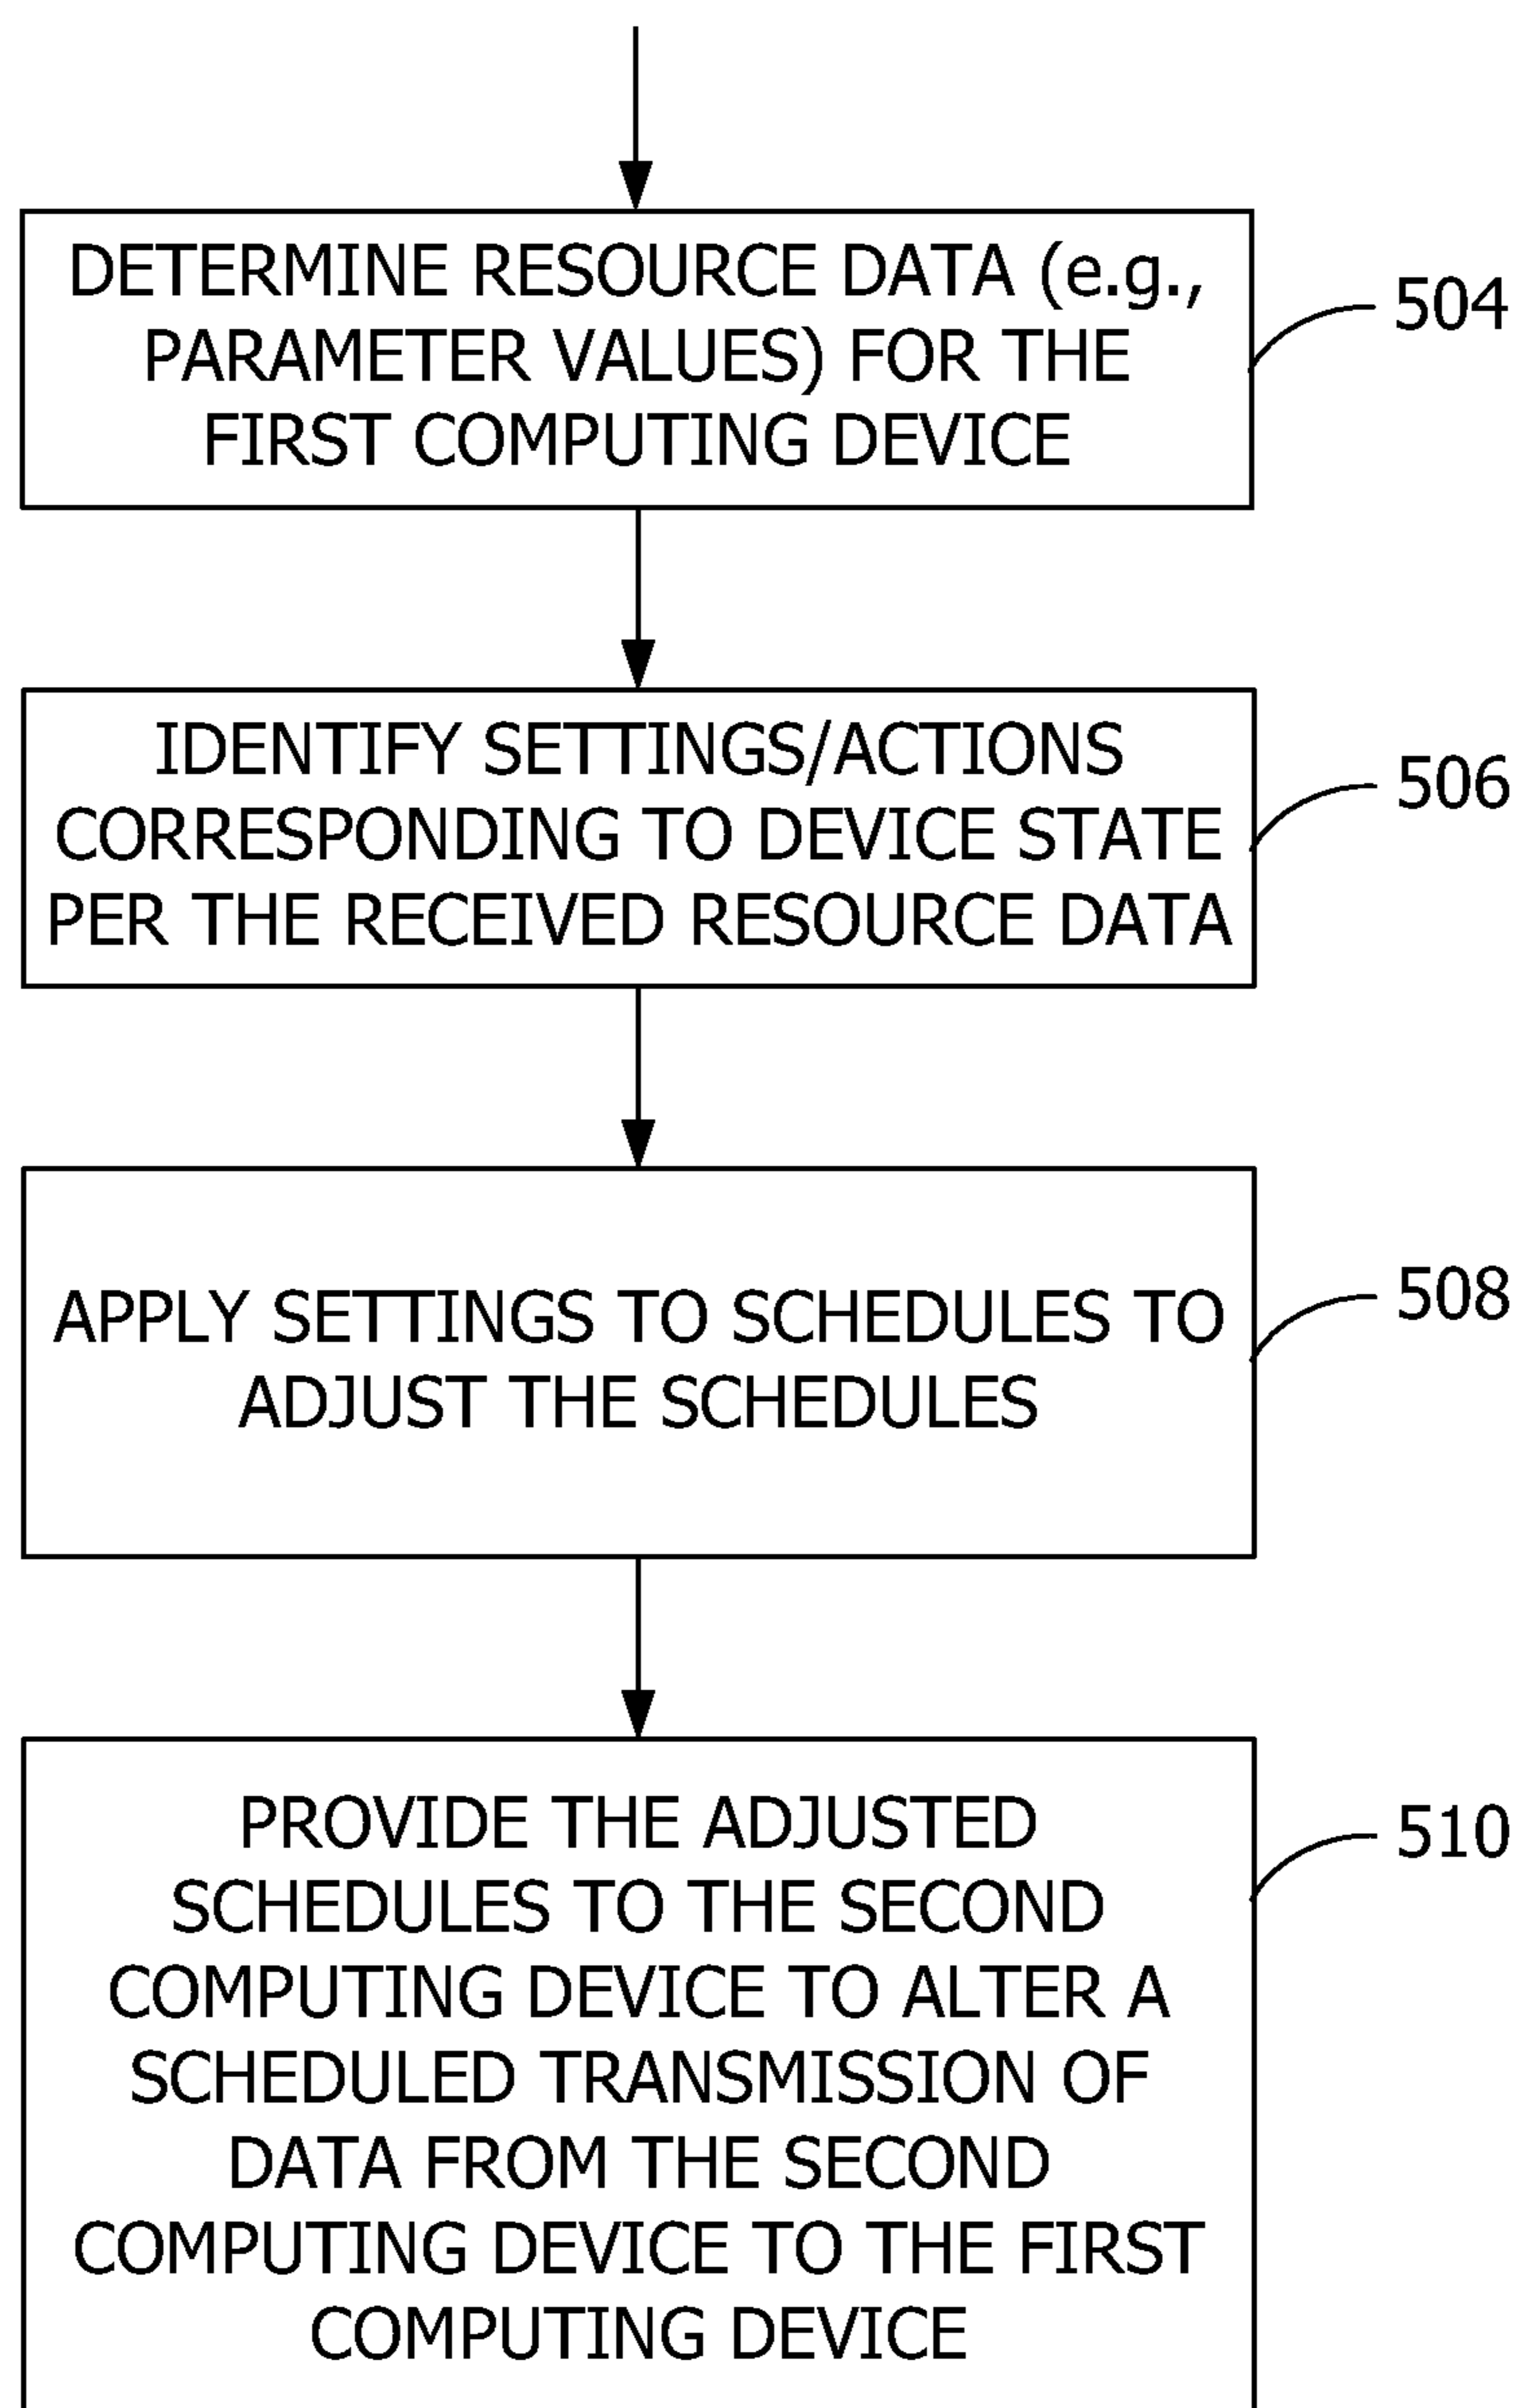 DETERMINE RESOURCE DATA (e.g.,
PARAMETER VALUES) FOR THE
FIRST COMPUTING DEVICE
504
IDENTIFY SETTINGS/ACTIONS
CORRESPONDING TO DEVICE STATE
PER THE RECEIVED RESOURCE DATA
506
APPLY SETTINGS TO SCHEDULES TO
ADJUST THE SCHEDULES
508
PROVIDE THE ADJUSTED
SCHEDULES TO THE SECOND
COMPUTING DEVICE TO ALTER A
SCHEDULED TRANSMISSION OF
DATA FROM THE SECOND
COMPUTING DEVICE TO THE FIRST
COMPUTING DEVICE
510